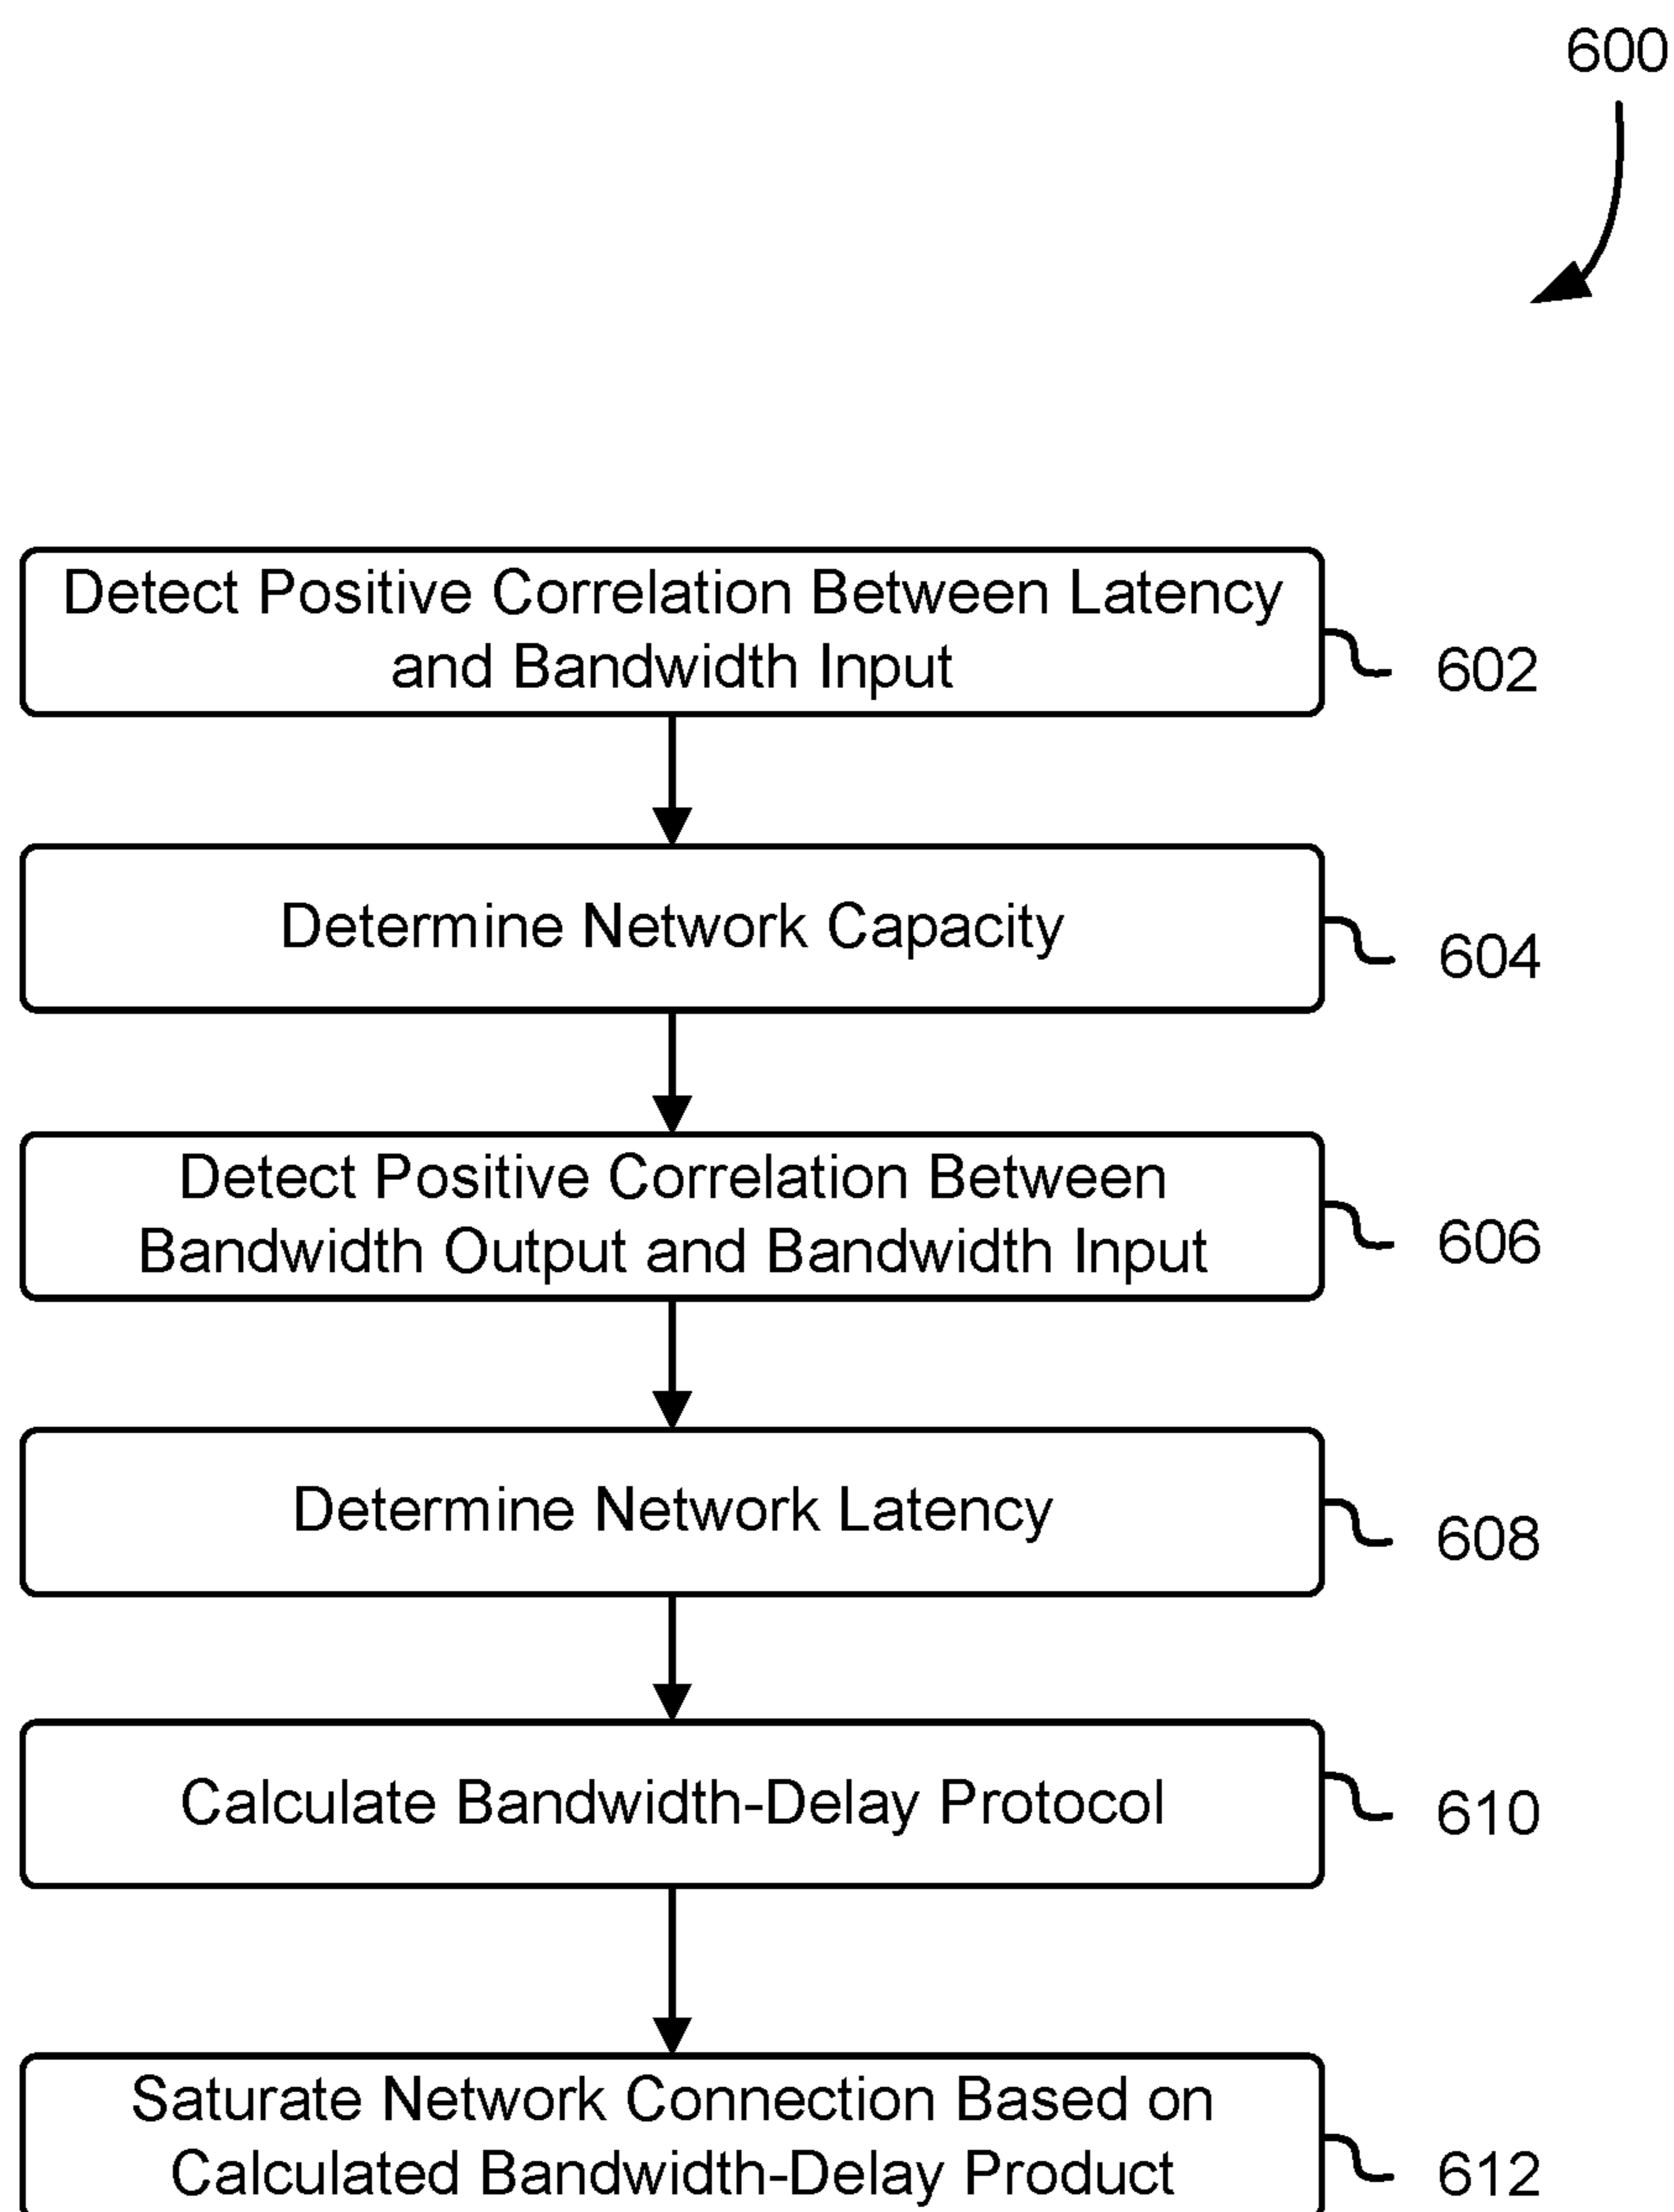 600
Detect Positive Correlation Between Latency
and Bandwidth Input
602
Determine Network Capacity
604
Detect Positive Correlation Between
Bandwidth Output and Bandwidth Input
606
Determine Network Latency
608
Calculate Bandwidth-Delay Protocol
610
Saturate Network Connection Based on
Calculated Bandwidth-Delay Product
612